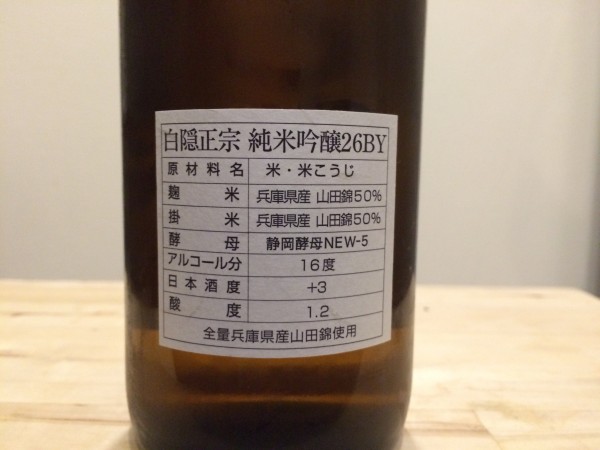 白隠正宗 純米吟醸26BY
原材料名 米・米こうじ
麹米 兵庫県産 山田錦50%
掛米 兵庫県産 山田錦50%
酵母 静岡酵母NEW-5
アルコール分 16度
日本酒度 +3
酸度 1.2
全量兵庫県産山田錦使用